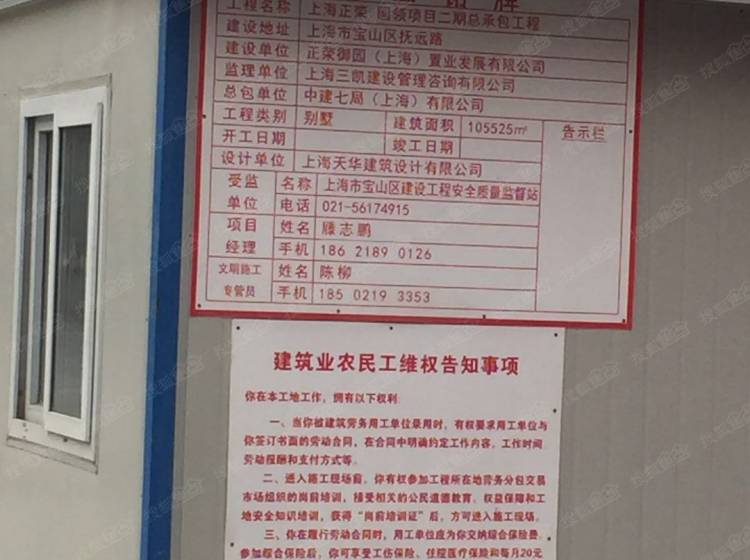 工程名称 上海正荣·国领项目二期总承包工程
建设地址 上海市宝山区抚远路
建设单位 正荣御园（上海）置业发展有限公司
监理单位 上海三凯建设管理咨询有限公司
总包单位 中建七局（上海）有限公司
工程类别 别墅 建筑面积 105525㎡ 告示栏
开工日期 竣工日期
设计单位 上海天华建筑设计有限公司
受监 名称 上海市宝山区建设工程安全质量监督站
单位 电话 021-56174915
项目 姓名 滕志鹏
经理 手机 186 2189 0126
文明施工 姓名 陈柳
专管员 手机 185 0219 3353
建筑业农民工维权告知事项
你在本工地工作，拥有以下权利：
一、当你被建筑劳务用工单位录用时，有权要求用工单位与
你签订书面的劳动合同，在合同中明确约定工作内容、工作时间
劳动报酬和支付方式等。
二、进入施工现场前，你有权参加工程所在地劳务分包交易
市场组织的岗前培训，接受相关的公民道德教育、权益保障和工
地安全知识培训，获得“岗前培训证”后，方可进入施工现场。
三、你在履行劳动合同时，用工单位应为你交纳综合保险费
参加综合保险后，你可享受工伤保险、住院医疗保险和每月20元